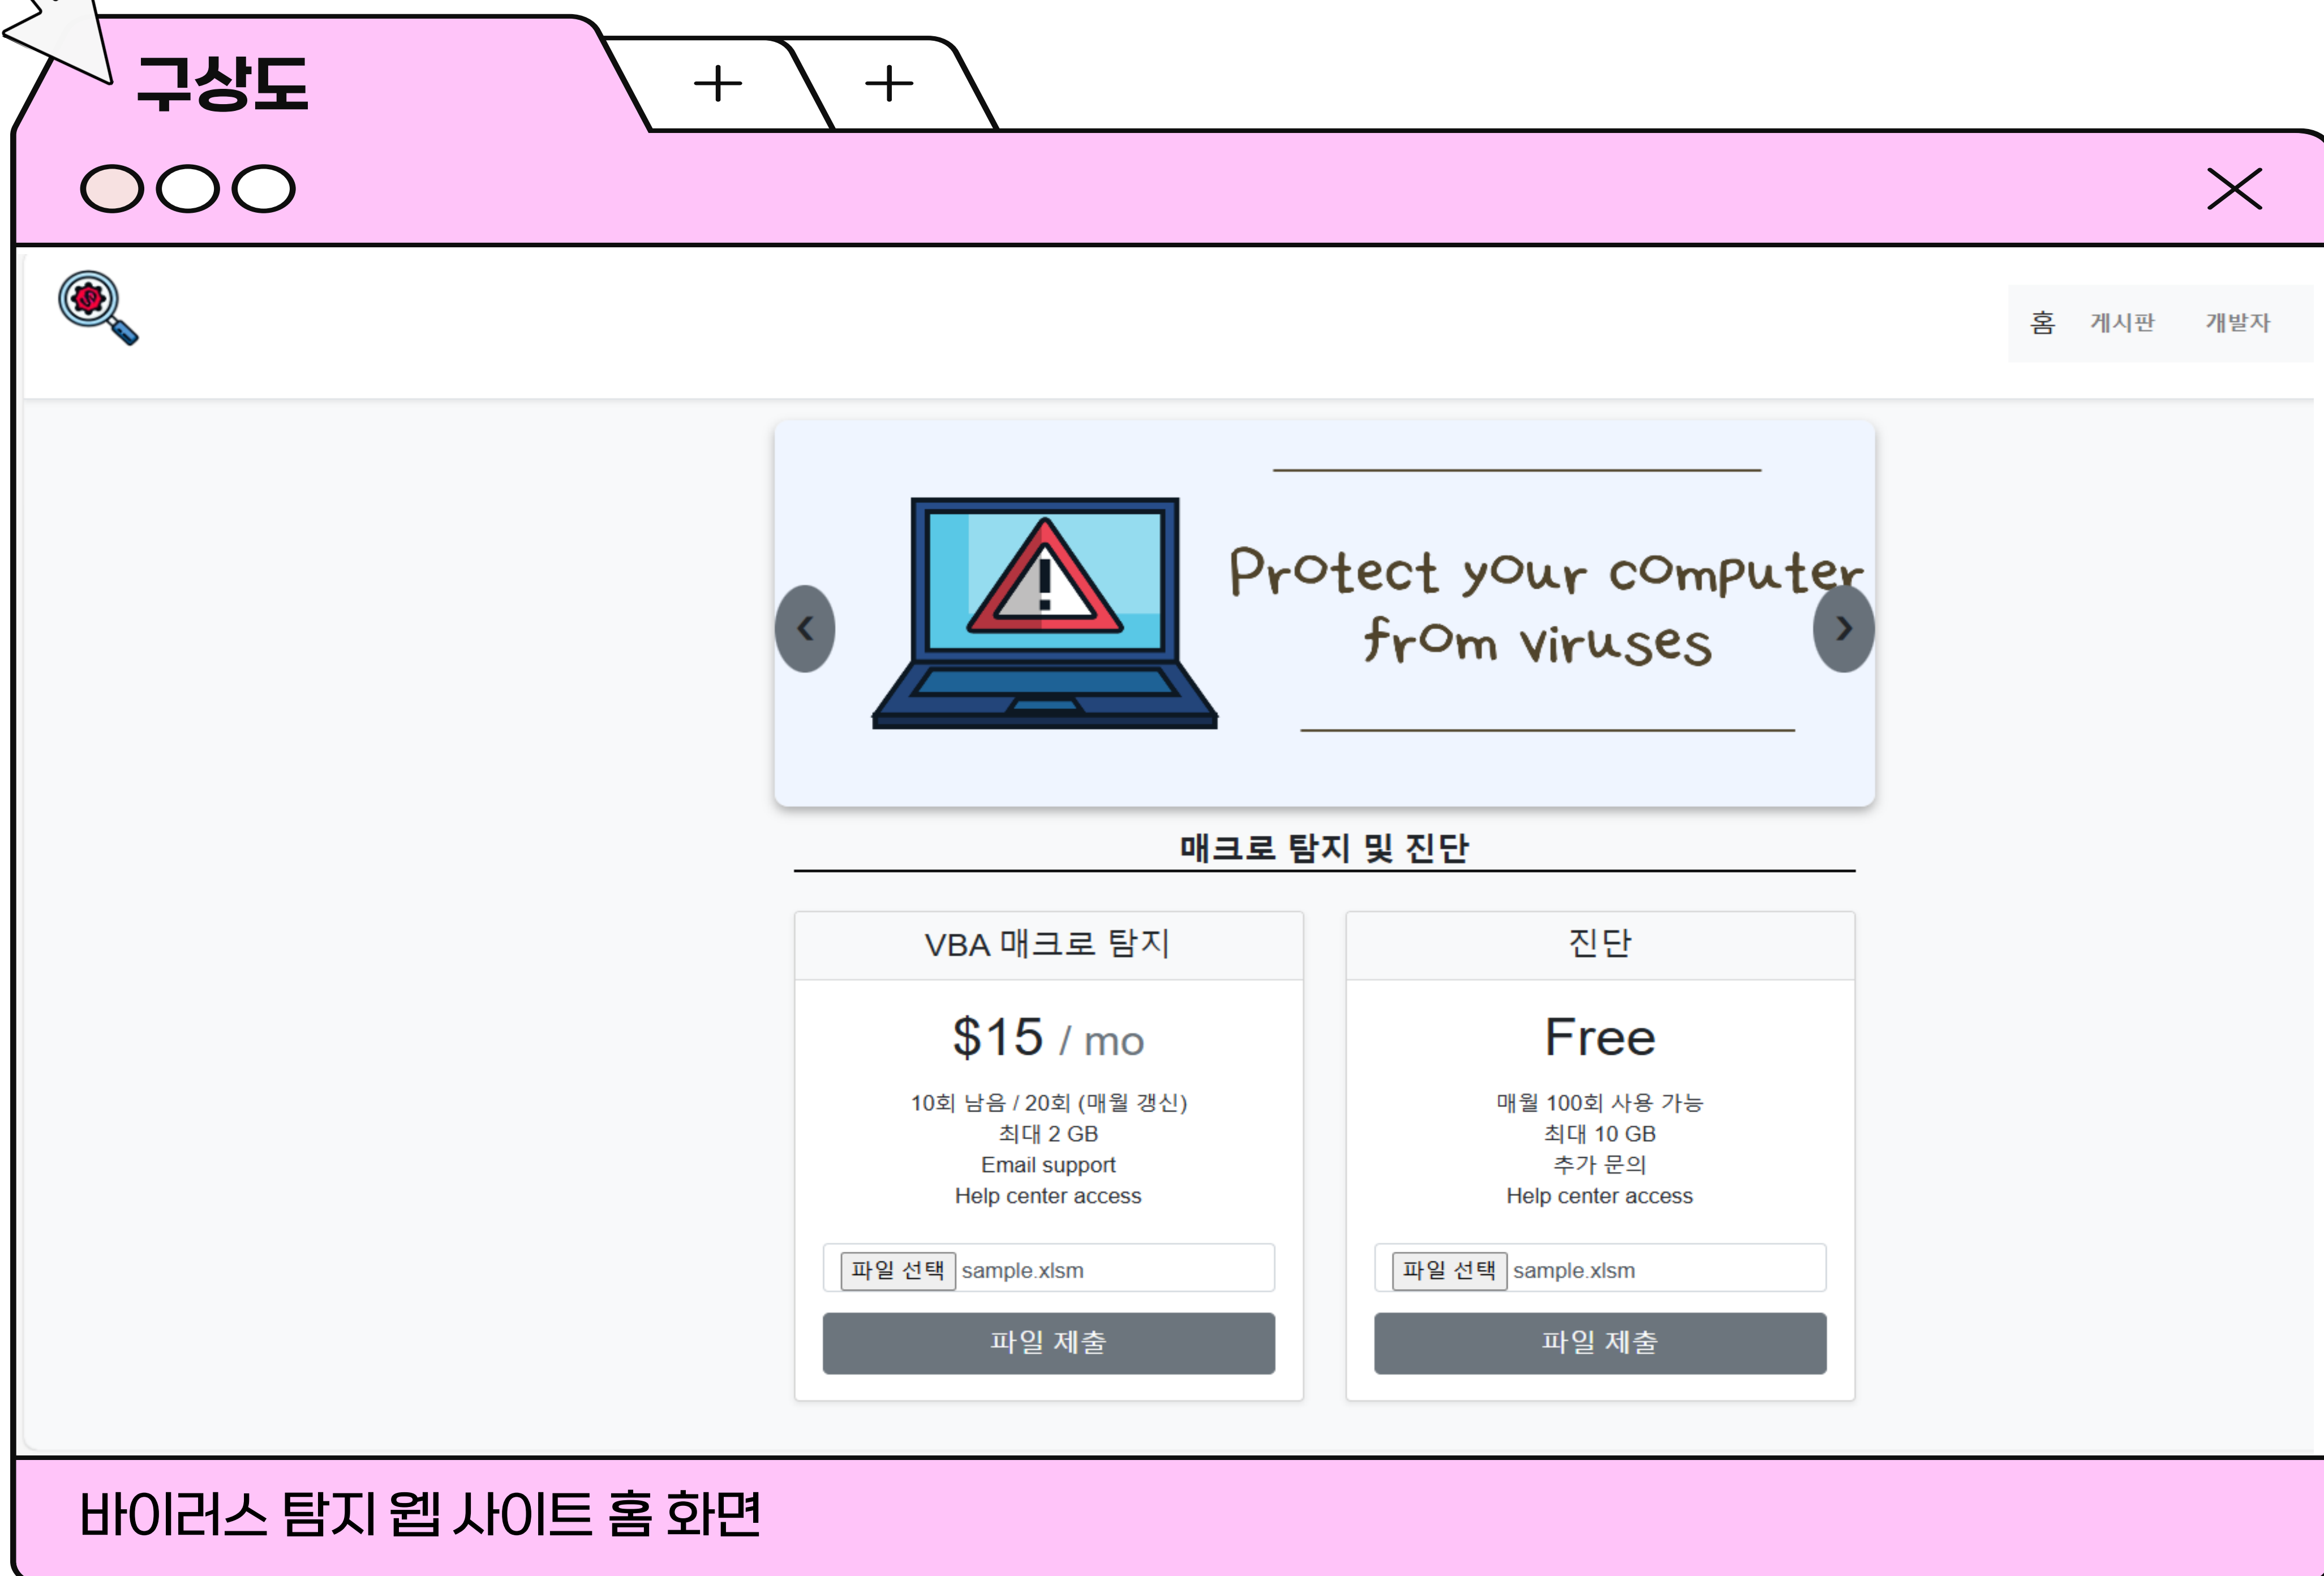 구상도
홈 게시판 개발자
Protect your computer
from viruses
매크로 탐지 및 진단
VBA 매크로 탐지
$15 / mo
10회 남음 / 20회 (매월 갱신)
최대 2 GB
Email support
Help center access
파일 선택 sample.xlsm
파일 제출
진단
Free
매월 100회 사용 가능
최대 10 GB
추가 문의
Help center access
파일 선택 sample.xlsm
파일 제출
바이러스 탐지 웹 사이트 홈 화면